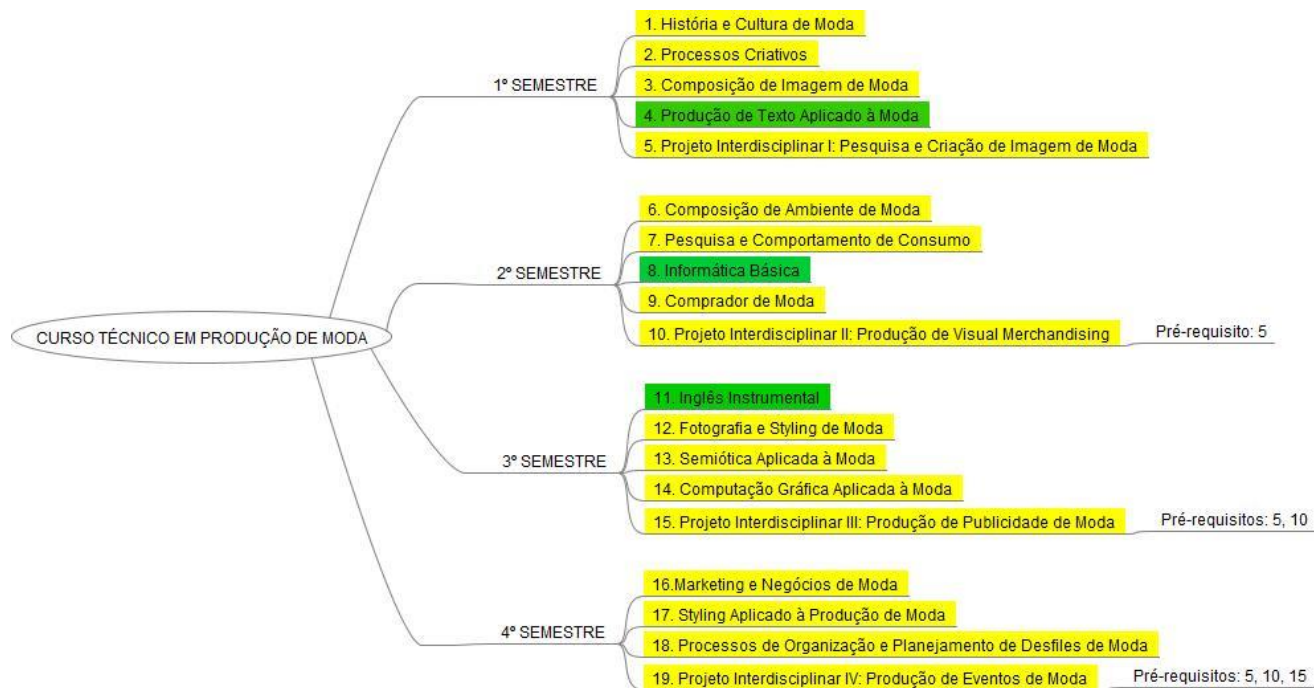 CURSO TÉCNICO EM PRODUÇÃO DE MODA
1º SEMESTRE
1. História e Cultura de Moda
2. Processos Criativos
3. Composição de Imagem de Moda
4. Produção de Texto Aplicado à Moda
5. Projeto Interdisciplinar I: Pesquisa e Criação de Imagem de Moda
2º SEMESTRE
6. Composição de Ambiente de Moda
7. Pesquisa e Comportamento de Consumo
8. Informática Básica
9. Comprador de Moda
10. Projeto Interdisciplinar II: Produção de Visual Merchandising
Pré-requisito: 5
3º SEMESTRE
11. Inglês Instrumental
12. Fotografia e Styling de Moda
13. Semiótica Aplicada à Moda
14. Computação Gráfica Aplicada à Moda
15. Projeto Interdisciplinar III: Produção de Publicidade de Moda
Pré-requisitos: 5, 10
4º SEMESTRE
16.Marketing e Negócios de Moda
17. Styling Aplicado à Produção de Moda
18. Processos de Organização e Planejamento de Desfiles de Moda
19. Projeto Interdisciplinar IV: Produção de Eventos de Moda
Pré-requisitos: 5, 10, 15